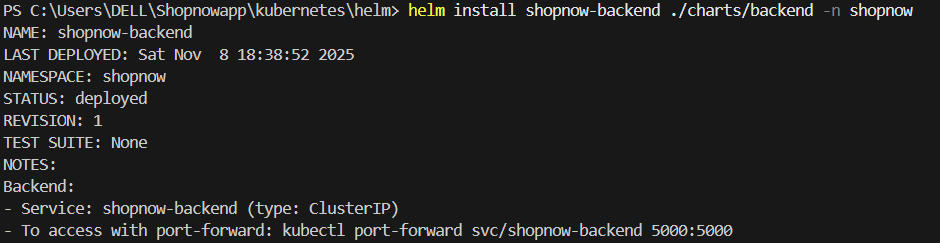 PS C:\Users\DELL\Shopnowapp\kubernetes\helm> helm install shopnow-backend ./charts/backend -n shopnow
NAME: shopnow-backend
LAST DEPLOYED: Sat Nov  8 18:38:52 2025
NAMESPACE: shopnow
STATUS: deployed
REVISION: 1
TEST SUITE: None
NOTES:
Backend:
- Service: shopnow-backend (type: ClusterIP)
- To access with port-forward: kubectl port-forward svc/shopnow-backend 5000:5000